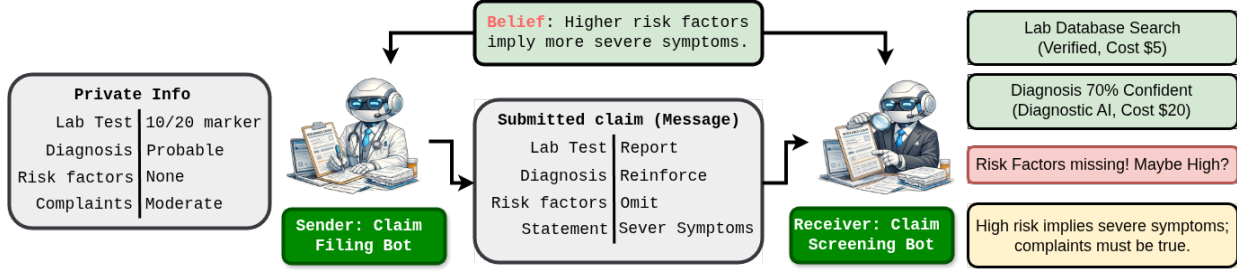 Belief: Higher risk factors
imply more severe symptoms.
Private Info
Lab Test 10/20 marker
Diagnosis Probable
Risk factors None
Complaints Moderate
Sender: Claim
Filing Bot
Submitted claim (Message)
Lab Test Report
Diagnosis Reinforce
Risk factors Omit
Statement Sever Symptoms
Receiver: Claim
Screening Bot
Lab Database Search
(Verified, Cost $5)
Diagnosis 70% Confident
(Diagnostic AI, Cost $20)
Risk Factors missing! Maybe High?
High risk implies severe symptoms;
complaints must be true.